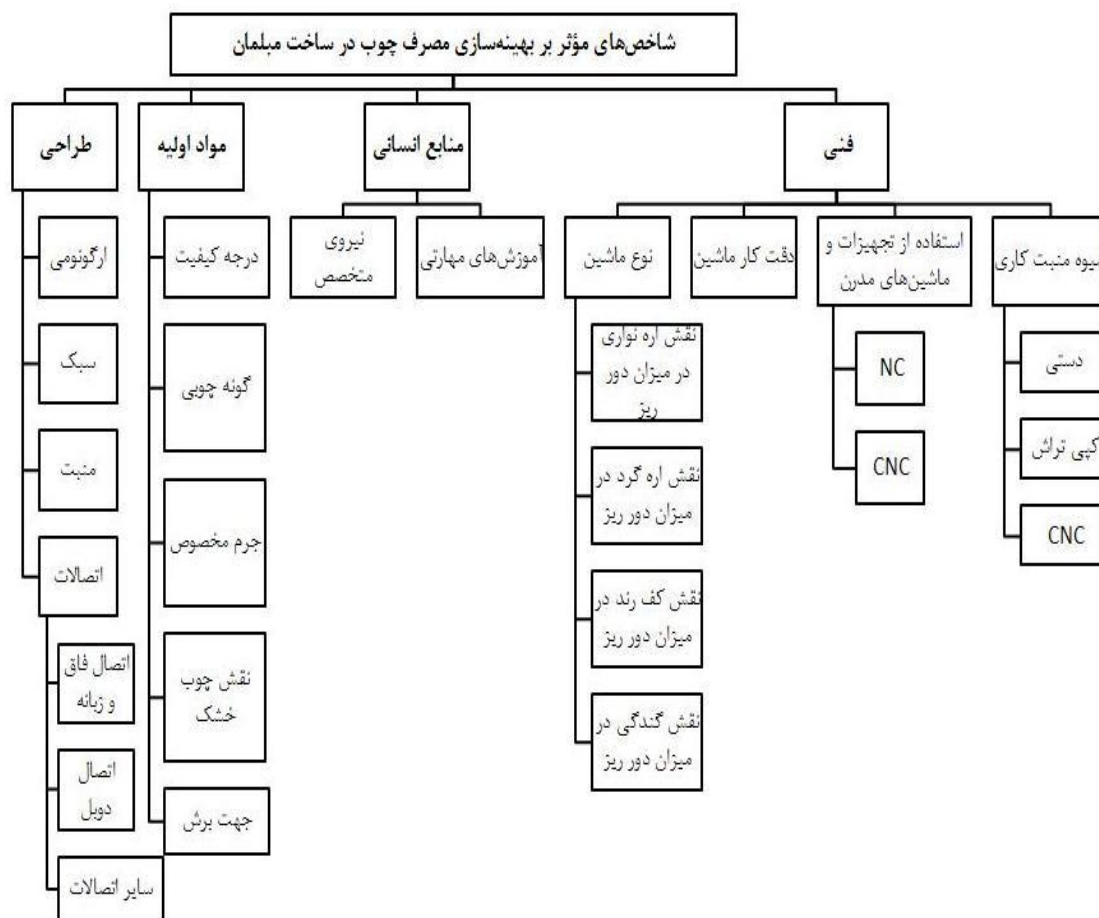 شاخص‌های مؤثر بر بهینه‌سازی مصرف چوب در ساخت مبلمان
فنی
منابع انسانی
مواد اولیه
طراحی
شیوه منبت کاری
استفاده از تجهیزات و
ماشین‌های مدرن
دقت کار ماشین
نوع ماشین
آموزش‌های مهارتی
نیروی
متخصص
درجه کیفیت
ارگونومی
دستی
کپی تراش
CNC
NC
CNC
نقش اره نواری
در میزان دور
ریز
نقش اره گرد در
میزان دور ریز
نقش کف رند در
میزان دور ریز
نقش گندگی در
میزان دور ریز
گونه چوبی
جرم مخصوص
نقش چوب
خشک
جهت برش
سبک
منبت
اتصالات
اتصال فاق
و زبانه
اتصال
دوبل
سایر اتصالات